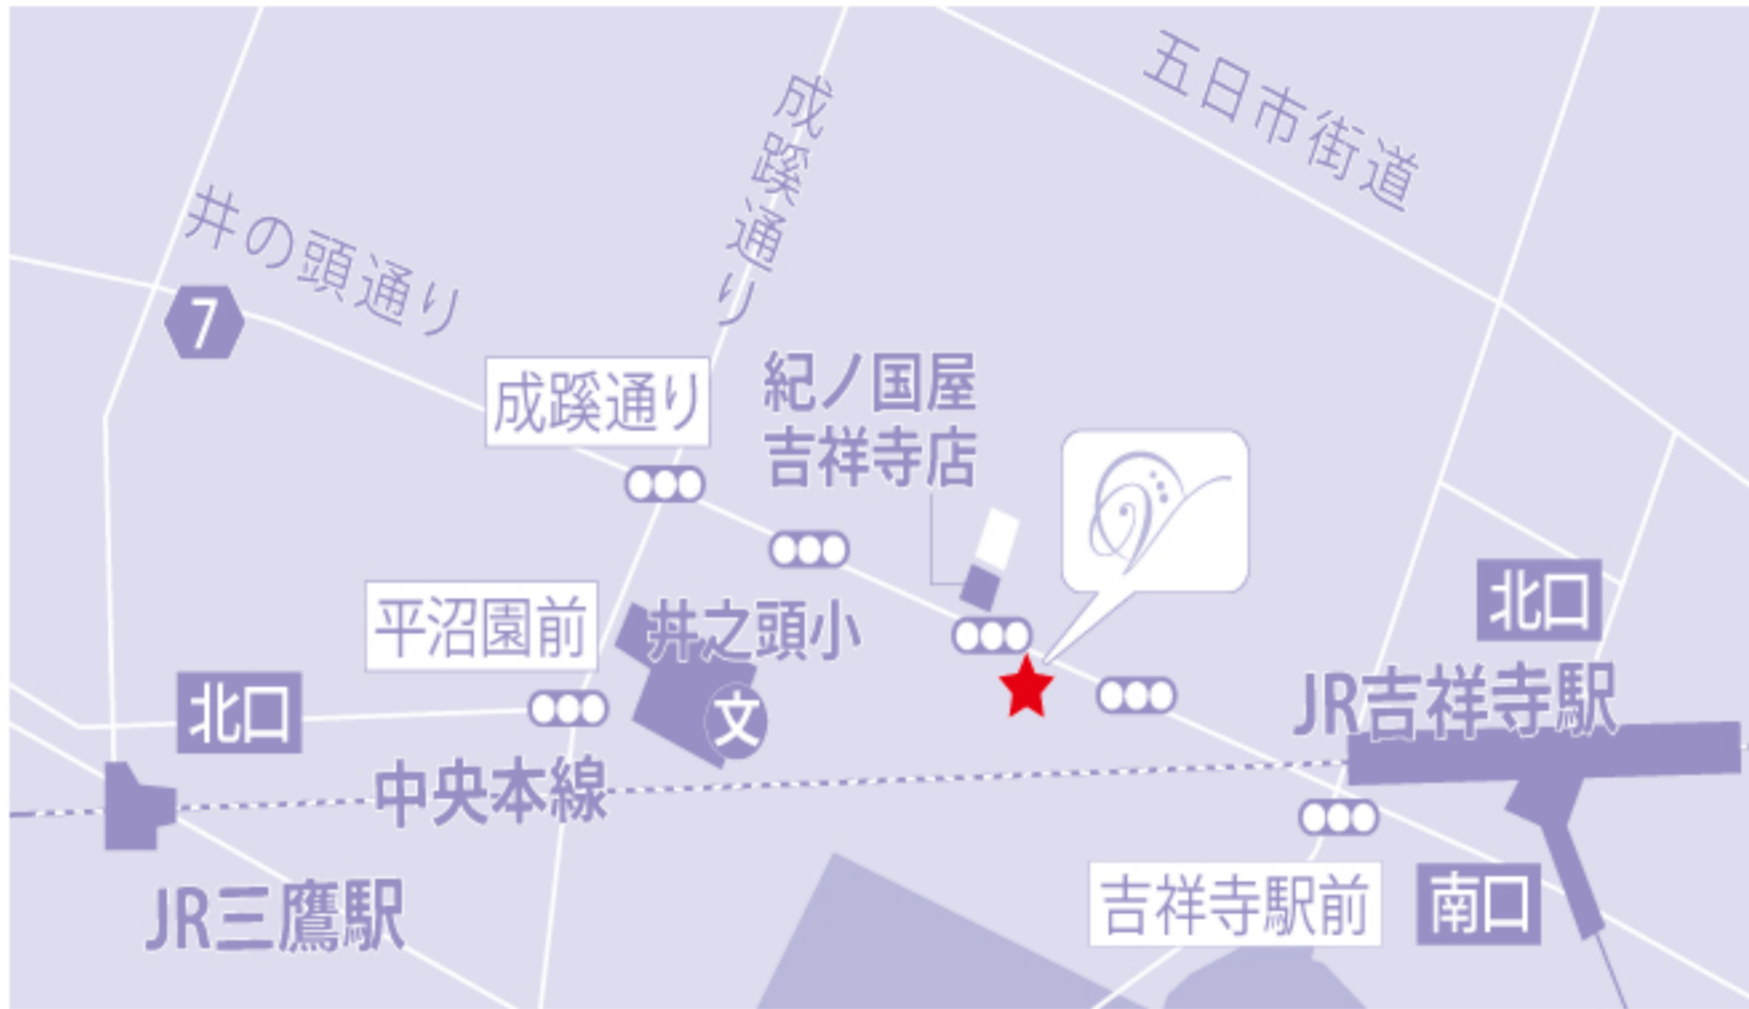 五日市街道
成蹊通り
井の頭通り
7
成蹊通り
紀ノ国屋
吉祥寺店
平沼園前
井之頭小
文
北口
JR吉祥寺駅
北口
中央本線
JR三鷹駅
吉祥寺駅前
南口